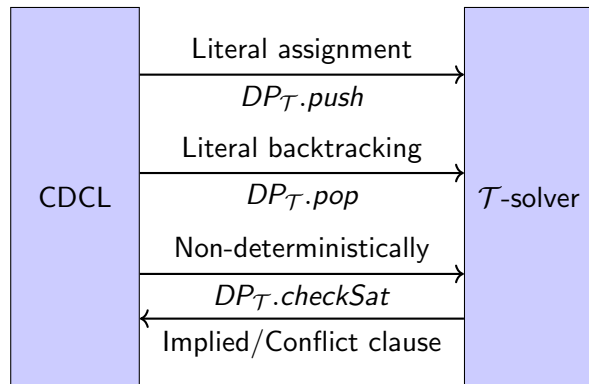 Literal assignment
DP𝒯.push
Literal backtracking
DP𝒯.pop
CDCL
𝒯-solver
Non-deterministically
DP𝒯.checkSat
Implied/Conflict clause